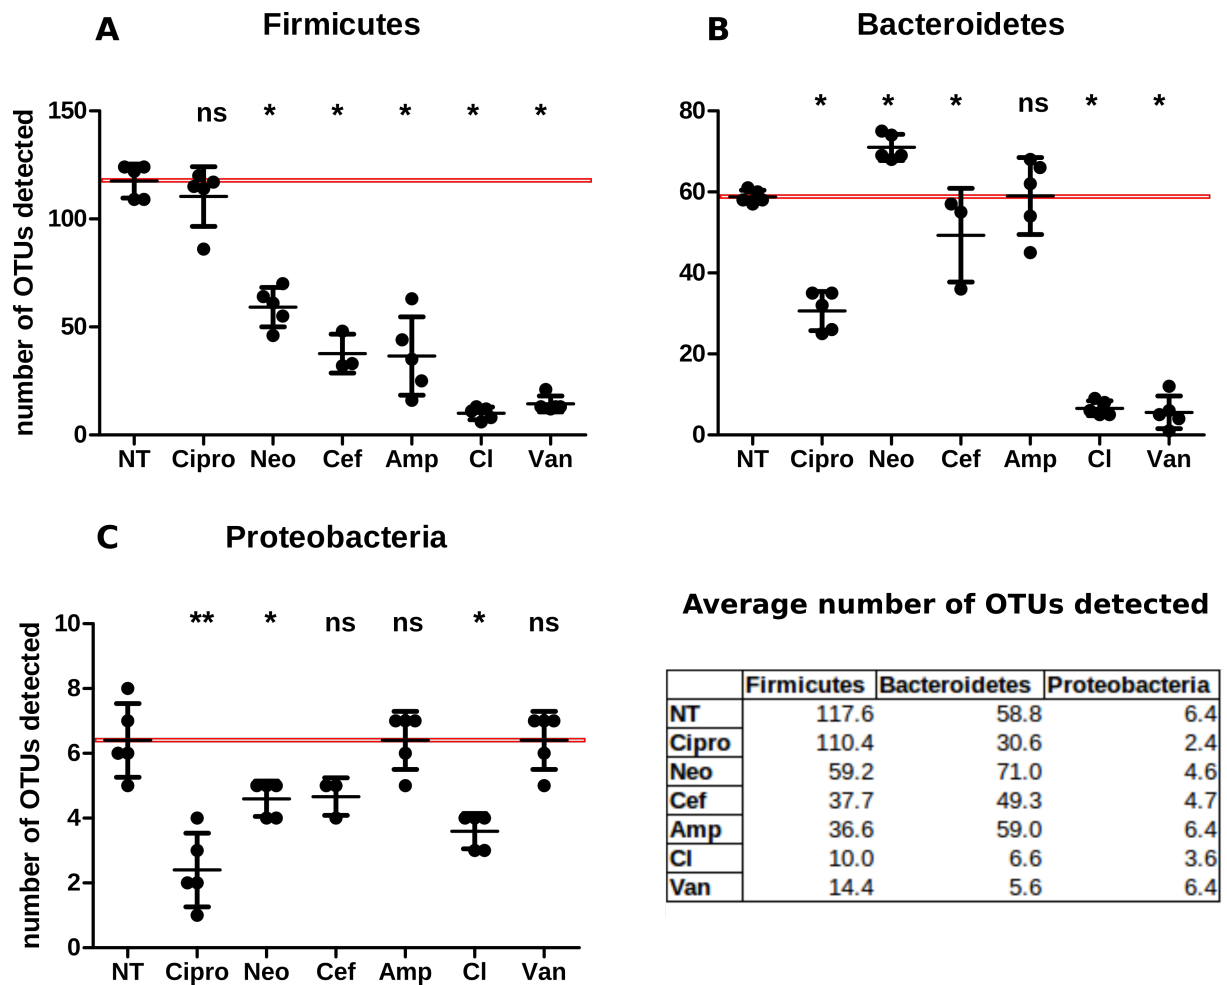 A Firmicutes
number of OTUs detected
ns * * * * *
150
100
50
0
NT Cipro Neo Cef Amp Cl Van
B Bacteroidetes
* * * ns * *
80
60
40
20
0
NT Cipro Neo Cef Amp Cl Van
C Proteobacteria
number of OTUs detected
** * ns ns * ns
10
8
6
4
2
0
NT Cipro Neo Cef Amp Cl Van
Average number of OTUs detected
Firmicutes Bacteroidetes Proteobacteria
NT 117.6 58.8 6.4
Cipro 110.4 30.6 2.4
Neo 59.2 71.0 4.6
Cef 37.7 49.3 4.7
Amp 36.6 59.0 6.4
Cl 10.0 6.6 3.6
Van 14.4 5.6 6.4